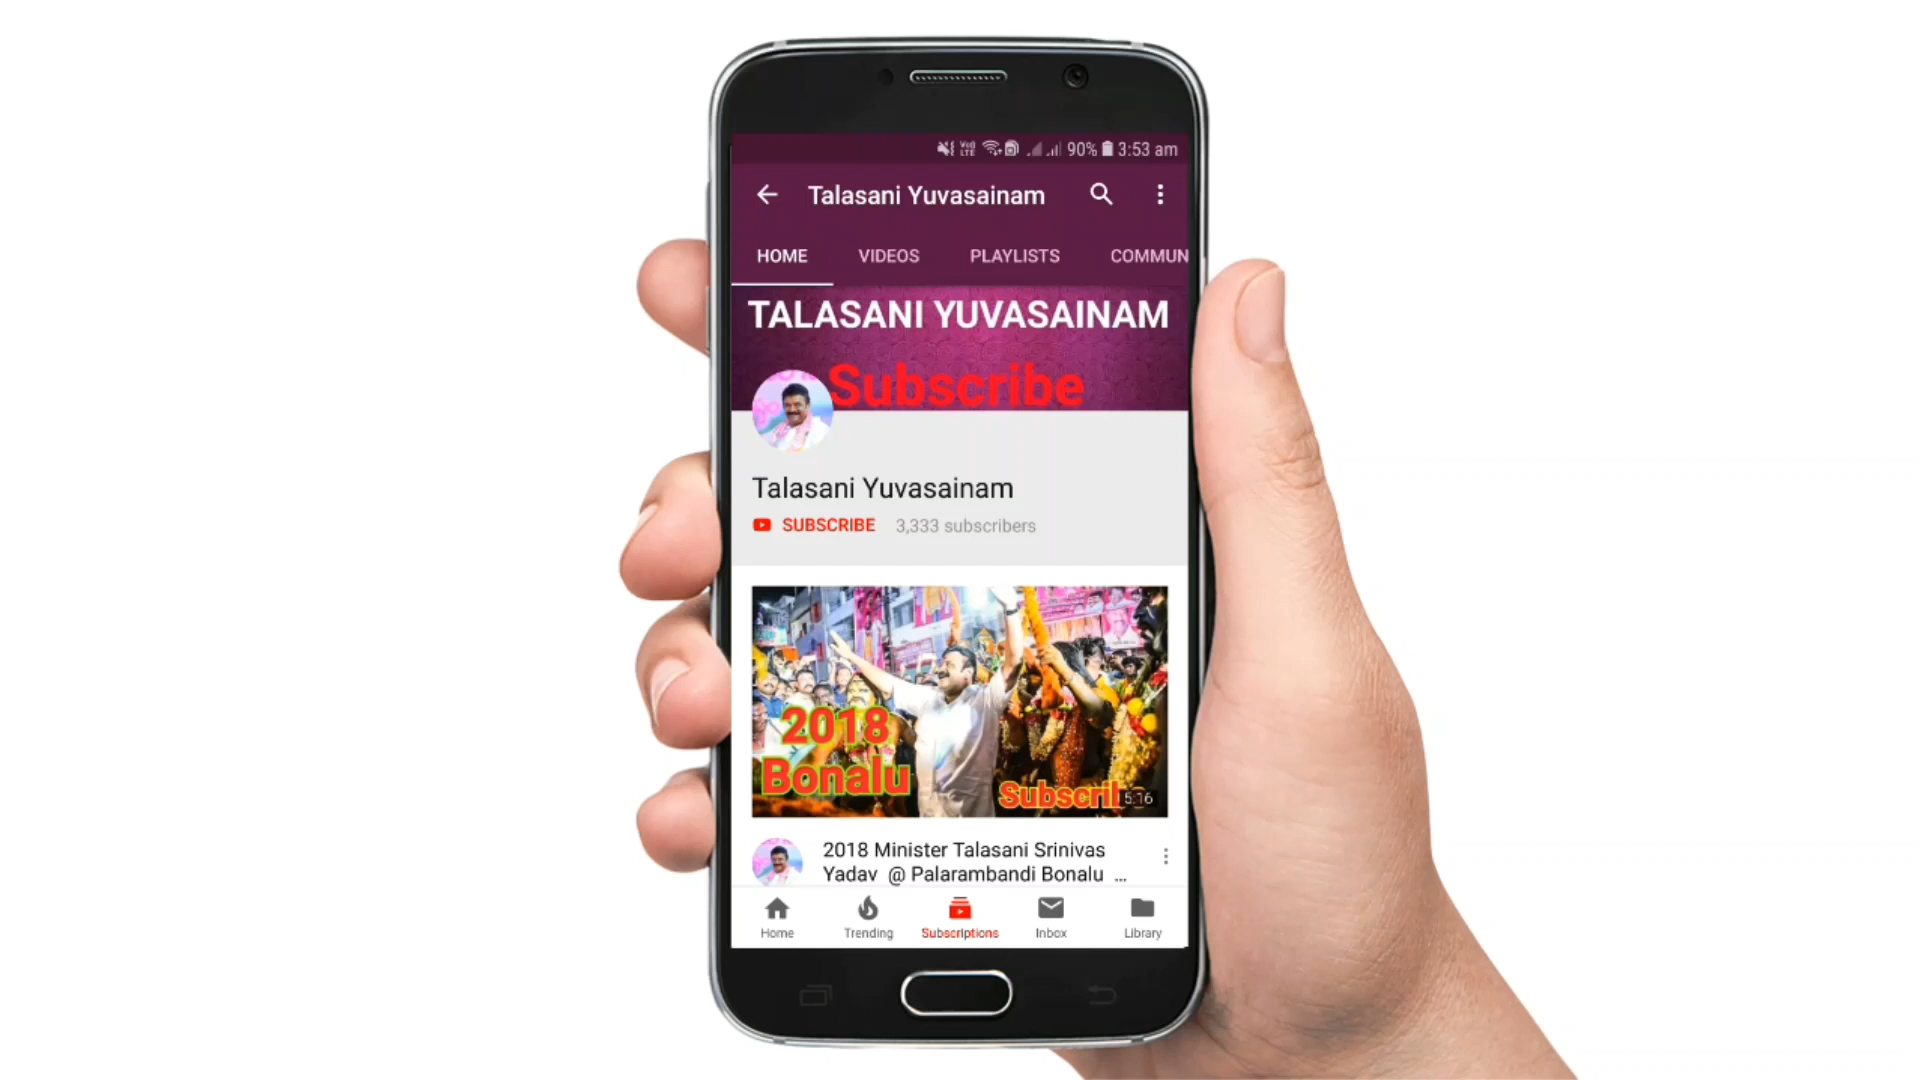 90% 3:53 am
Talasani Yuvasainam
HOME VIDEOS PLAYLISTS COMMUN
TALASANI YUVASAINAM
Subscribe
Talasani Yuvasainam
SUBSCRIBE 3,333 subscribers
2018
Bonalu
Subscrib
5:16
2018 Minister Talasani Srinivas
Yadav @ Palarambandi Bonalu ...
Home Trending Subscriptions Inbox Library